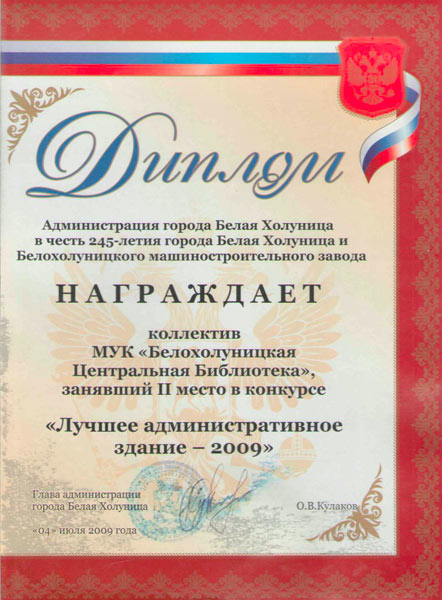 Диплом
Администрация города Белая Холуница
в честь 245-летия города Белая Холуница и
Белохолуницкого машиностроительного завода
НАГРАЖДАЕТ
коллектив
МУК «Белохолуницкая
Центральная Библиотека»,
занявший II место в конкурсе
«Лучшее административное
здание – 2009»
Глава администрации
города Белая Холуница
О.В.Кулаков
«04» июля 2009 года